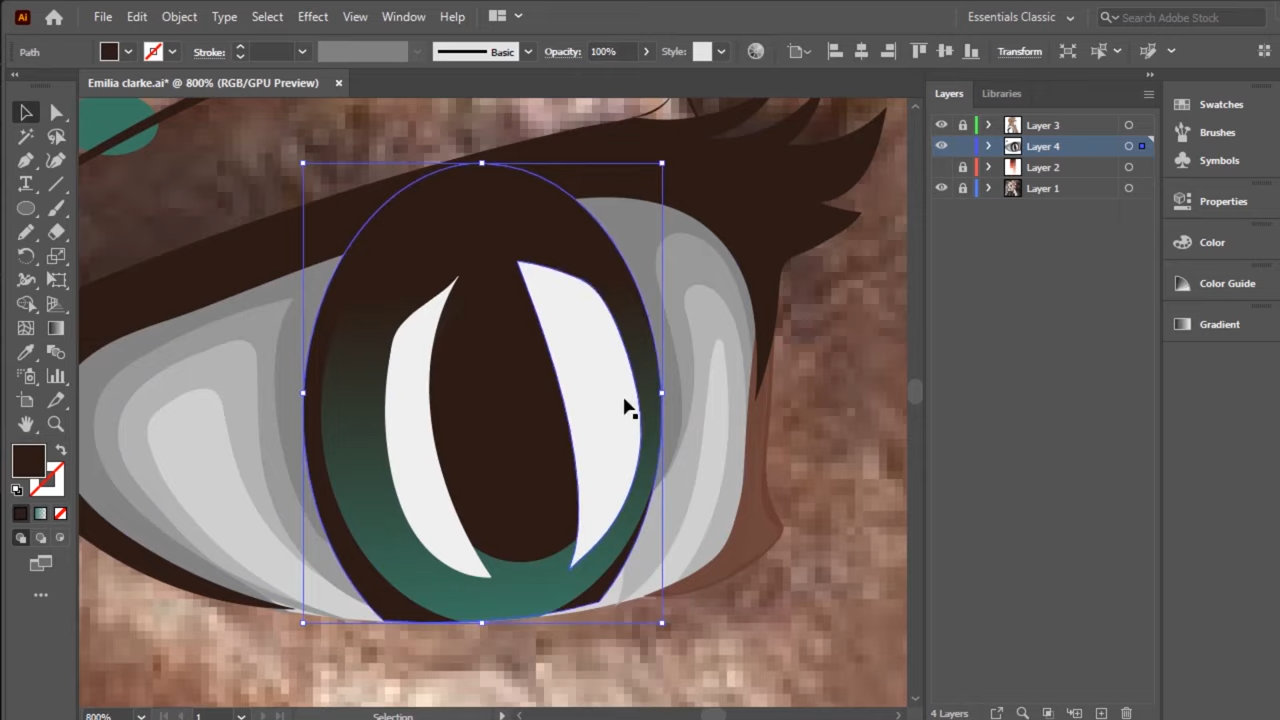 Ai File Edit Object Type Select Effect View Window Help Essentials Classic Search Adobe Stock
Path Stroke: Basic Opacity: 100% Style: Transform
Emilia clarke.ai* @ 800% (RGB/GPU Preview) ×
Layers Libraries
Layer 3
Layer 4
Layer 2
Layer 1
Swatches
Brushes
Symbols
Properties
Color
Color Guide
Gradient
800% 1 Selection
4 Layers